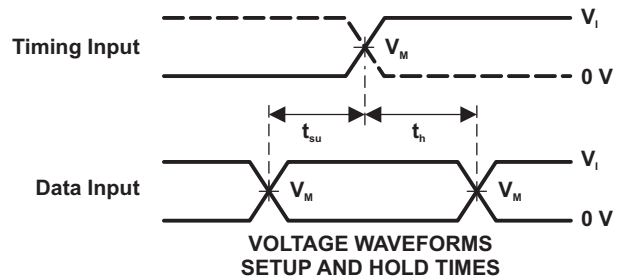 V_I
Timing Input
V_M
0 V
t_su
t_h
V_I
Data Input
V_M
V_M
0 V
VOLTAGE WAVEFORMS
SETUP AND HOLD TIMES